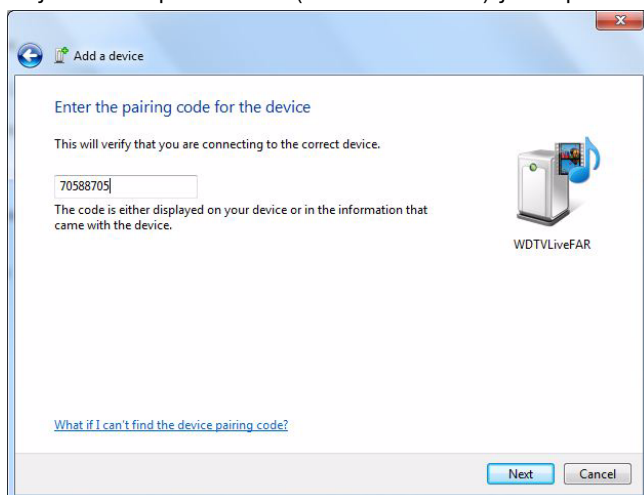 Add a device
Enter the pairing code for the device
This will verify that you are connecting to the correct device.
70588705
The code is either displayed on your device or in the information that
came with the device.
WDTVLiveFAR
What if I can't find the device pairing code?
Next Cancel